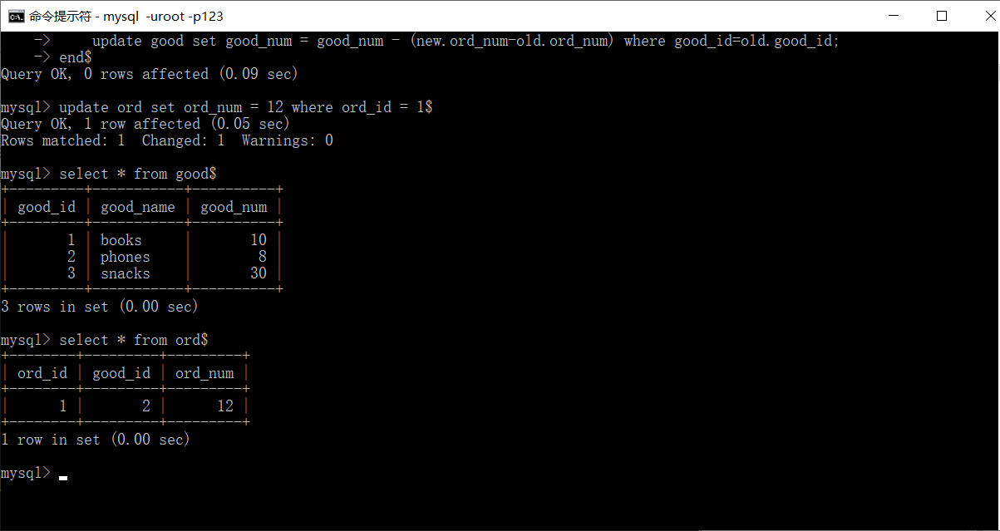 命令提示符 - mysql  -uroot -p123
    ->     update good set good_num = good_num - (new.ord_num-old.ord_num) where good_id=old.good_id;
    -> end$
Query OK, 0 rows affected (0.09 sec)
mysql> update ord set ord_num = 12 where ord_id = 1$
Query OK, 1 row affected (0.05 sec)
Rows matched: 1  Changed: 1  Warnings: 0
mysql> select * from good$
+---------+-----------+----------+
| good_id | good_name | good_num |
+---------+-----------+----------+
|       1 | books     |       10 |
|       2 | phones    |        8 |
|       3 | snacks    |       30 |
+---------+-----------+----------+
3 rows in set (0.00 sec)
mysql> select * from ord$
+--------+---------+---------+
| ord_id | good_id | ord_num |
+--------+---------+---------+
|      1 |       2 |      12 |
+--------+---------+---------+
1 row in set (0.00 sec)
mysql>